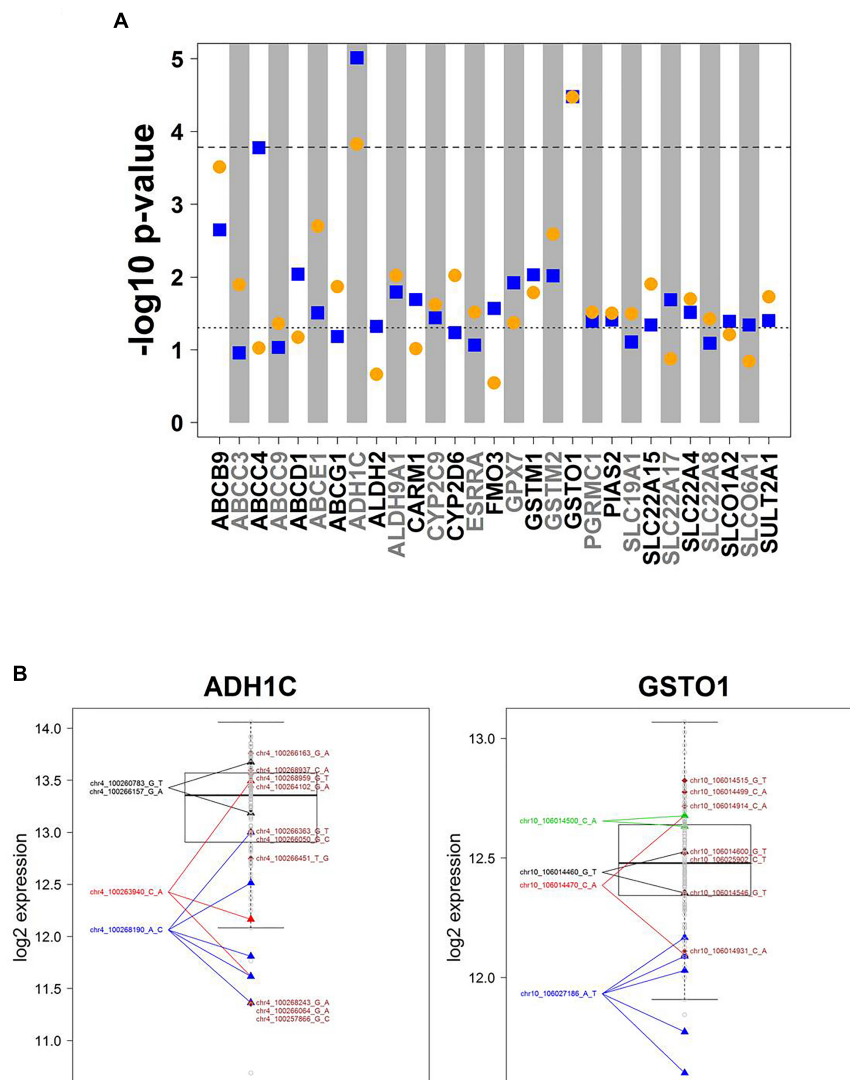 A
-log10 p-value
5
4
3
2
1
0
ABCB9
ABCC3
ABCC4
ABCC9
ABCD1
ABCE1
ABCG1
ADH1C
ALDH2
ALDH9A1
CARM1
CYP2C9
CYP2D6
ESRRA
FMO3
GPX7
GSTM1
GSTM2
GSTO1
PGRMC1
PIAS2
SLC19A1
SLC22A15
SLC22A17
SLC22A4
SLC22A8
SLCO1A2
SLCO6A1
SULT2A1
B
ADH1C
log2 expression
14.0
13.5
13.0
12.5
12.0
11.5
11.0
chr4_100260783_G_T
chr4_100266157_G_A
chr4_100263940_C_A
chr4_100268190_A_C
chr4_100266163_G_A
chr4_100268937_C_A
chr4_100268959_G_T
chr4_100264102_G_A
chr4_100266363_G_T
chr4_100266050_G_C
chr4_100266451_T_G
chr4_100268243_G_A
chr4_100266064_G_A
chr4_100257866_G_C
GSTO1
log2 expression
13.0
12.5
12.0
chr10_106014500_C_A
chr10_106014460_G_T
chr10_106014470_C_A
chr10_106027186_A_T
chr10_106014515_G_T
chr10_106014499_C_A
chr10_106014914_C_A
chr10_106014600_G_T
chr10_106025902_C_T
chr10_106014546_G_T
chr10_106014931_C_A